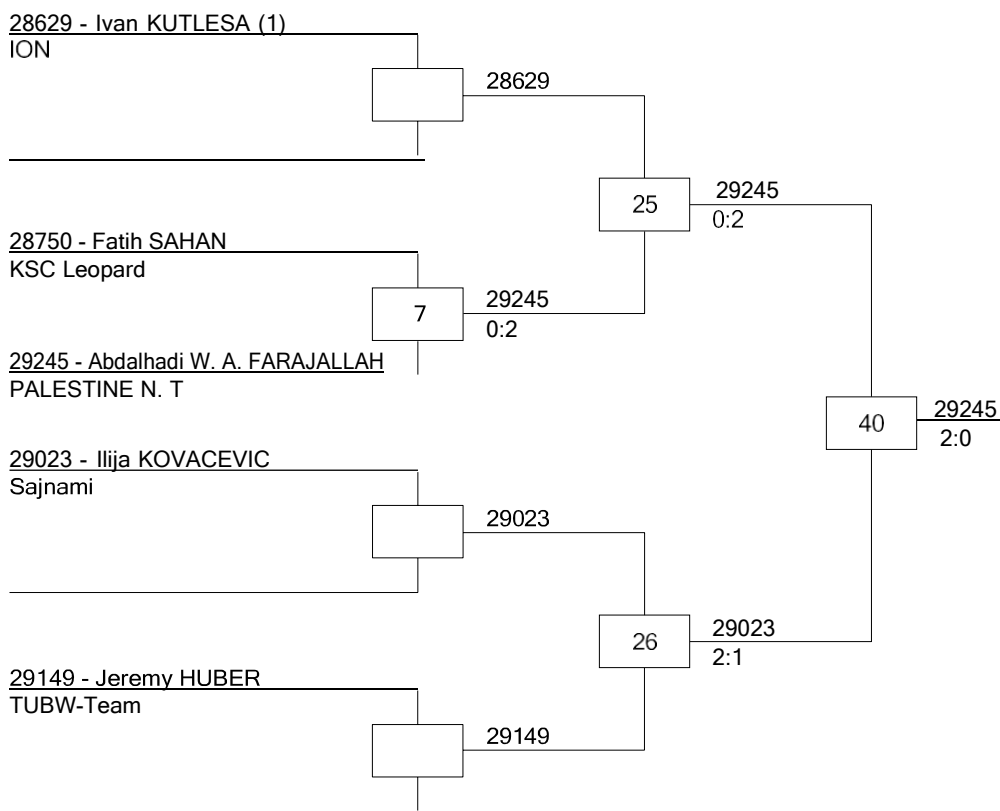 28629 - Ivan KUTLESA (1)
ION
28629
25
29245
0:2
28750 - Fatih SAHAN
KSC Leopard
7
29245
0:2
29245 - Abdalhadi W. A. FARAJALLAH
PALESTINE N. T
40
29245
2:0
29023 - Ilija KOVACEVIC
Sajnami
29023
26
29023
2:1
29149 - Jeremy HUBER
TUBW-Team
29149